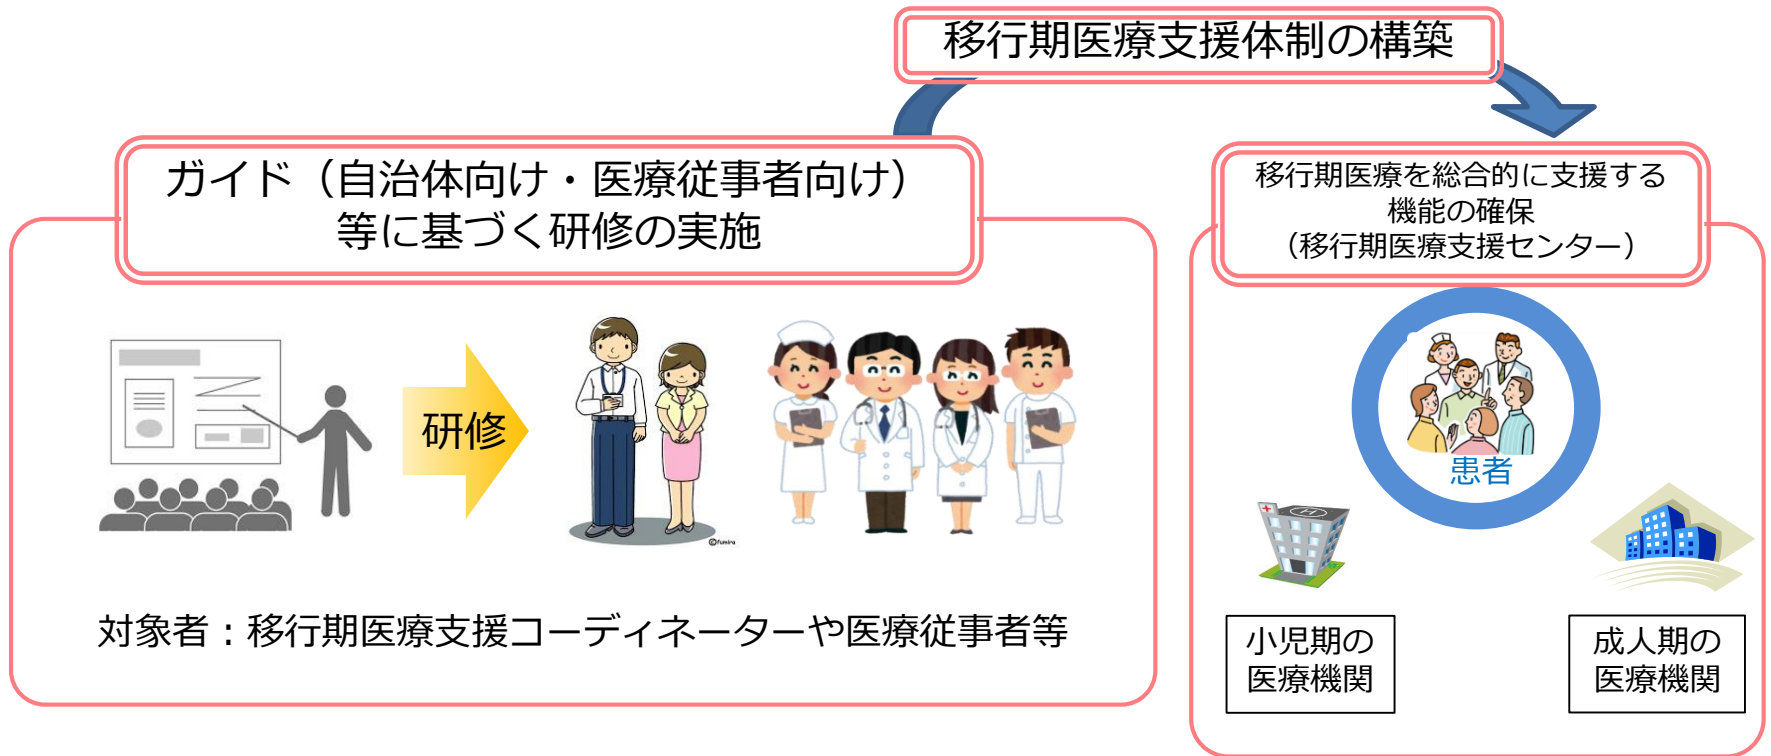 移行期医療支援体制の構築
ガイド（自治体向け・医療従事者向け）
等に基づく研修の実施
研修
©fumira
対象者：移行期医療支援コーディネーターや医療従事者等
移行期医療を総合的に支援する
機能の確保
（移行期医療支援センター）
患者
H
小児期の
医療機関
成人期の
医療機関